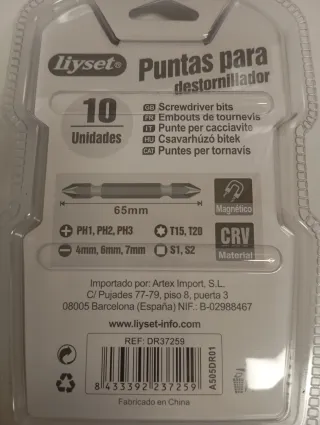 liyset®
Puntas para
destornillador
10
Unidades
GB Screwdriver bits
FR Embouts de tournevis
IT Punte per cacciavite
HU Csavarhúzó bitek
CAT Puntes per tornavís
65mm
Magnético
PH1, PH2, PH3
T15, T20
4mm, 6mm, 7mm
S1, S2
CRV
Material
Importado por: Artex Import, S.L.
C/ Pujades 77-79, piso 8, puerta 3
08005 Barcelona (España) NIF.: B-02988467
www.liyset-info.com
REF: DR37259
8 433392 237259
A505DR01
Fabricado en China